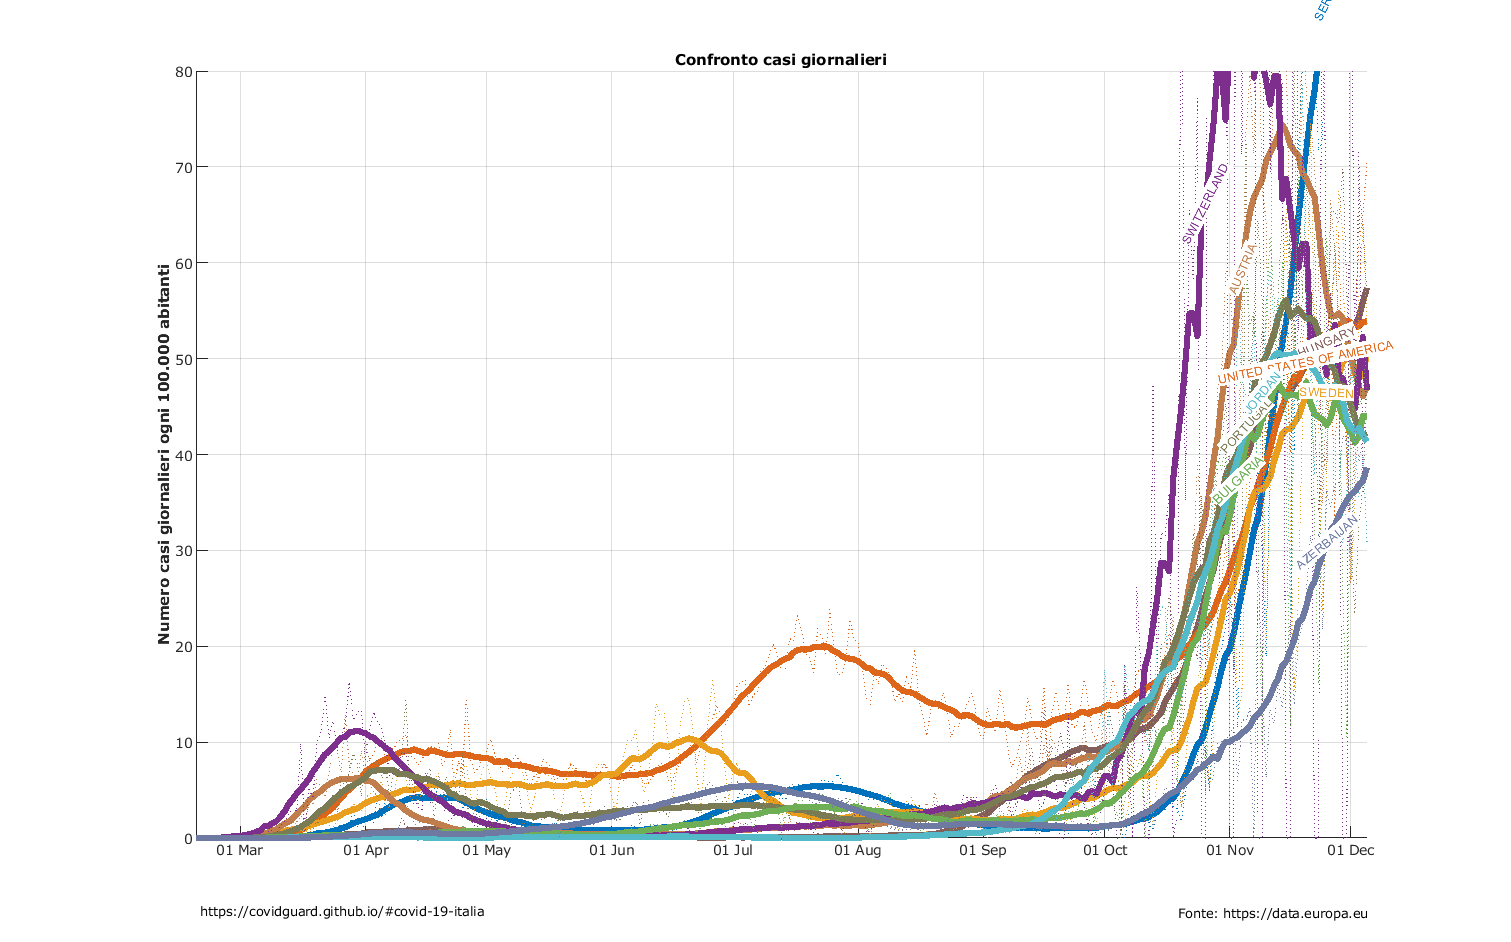 SER
Confronto casi giornalieri
Numero casi giornalieri ogni 100.000 abitanti
80
70
60
50
40
30
20
10
0
SWITZERLAND
AUSTRIA
HUNGARY
UNITED STATES OF AMERICA
JORDAN
SWEDEN
PORTUGAL
BULGARIA
AZERBAIJAN
01 Mar 01 Apr 01 May 01 Jun 01 Jul 01 Aug 01 Sep 01 Oct 01 Nov 01 Dec
https://covidguard.github.io/#covid-19-italia
Fonte: https://data.europa.eu